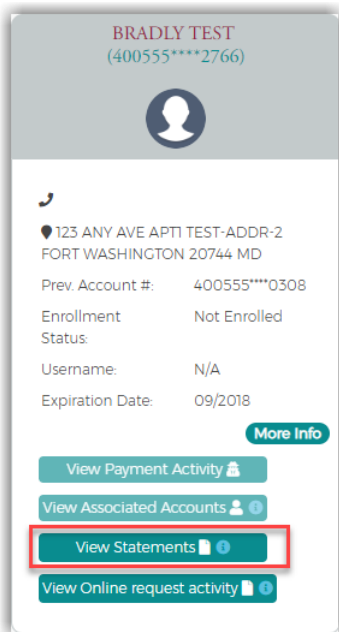 BRADLY TEST
(400555****2766)
123 ANY AVE APT1 TEST-ADDR-2
FORT WASHINGTON 20744 MD
Prev. Account #: 400555****0308
Enrollment Not Enrolled
Status:
Username: N/A
Expiration Date: 09/2018
More Info
View Payment Activity
View Associated Accounts
View Statements
View Online request activity